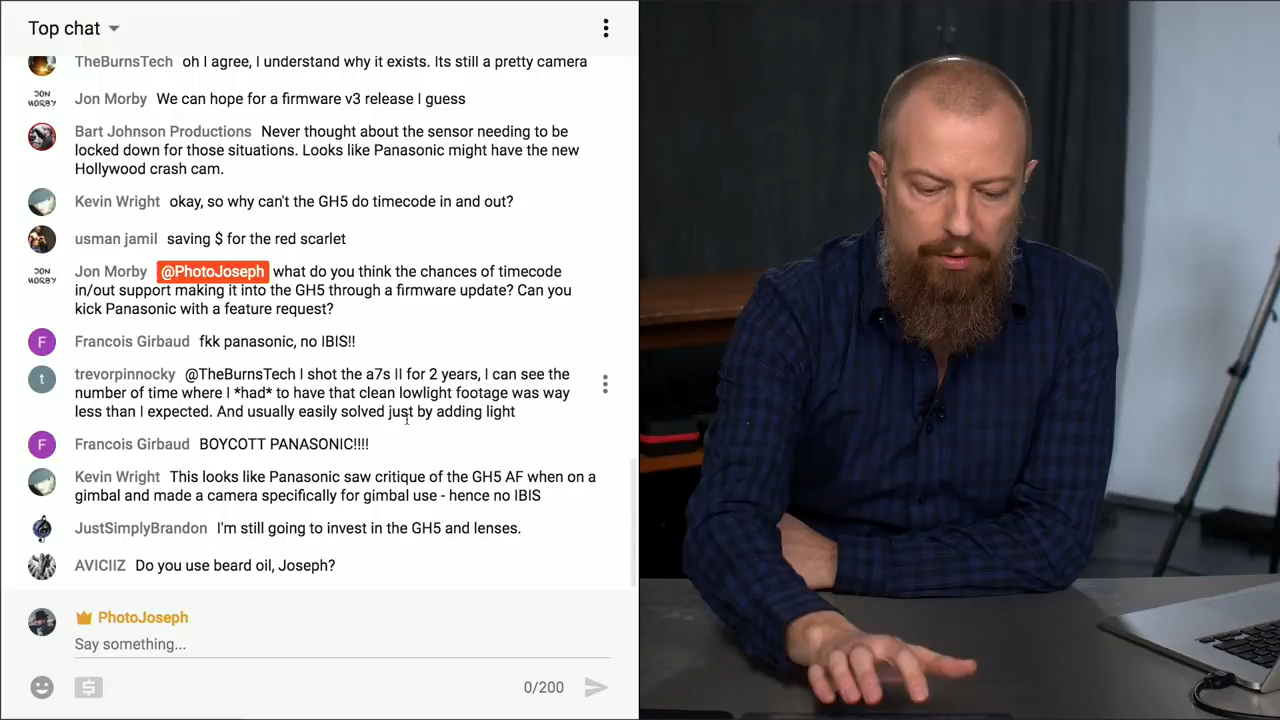 Top chat
TheBurnsTech oh I agree, I understand why it exists. Its still a pretty camera
JON MORBY
Jon Morby We can hope for a firmware v3 release I guess
Bart Johnson Productions Never thought about the sensor needing to be
locked down for those situations. Looks like Panasonic might have the new
Hollywood crash cam.
Kevin Wright okay, so why can't the GH5 do timecode in and out?
usman jamil saving $ for the red scarlet
JON MORBY
Jon Morby @PhotoJoseph what do you think the chances of timecode
in/out support making it into the GH5 through a firmware update? Can you
kick Panasonic with a feature request?
F
Francois Girbaud fkk panasonic, no IBIS!!
t
trevorpinnocky @TheBurnsTech I shot the a7s II for 2 years, I can see the
number of time where I *had* to have that clean lowlight footage was way
less than I expected. And usually easily solved just by adding light
F
Francois Girbaud BOYCOTT PANASONIC!!!!
Kevin Wright This looks like Panasonic saw critique of the GH5 AF when on a
gimbal and made a camera specifically for gimbal use - hence no IBIS
JustSimplyBrandon I'm still going to invest in the GH5 and lenses.
AVICIIZ Do you use beard oil, Joseph?
PhotoJoseph
Say something...
0/200